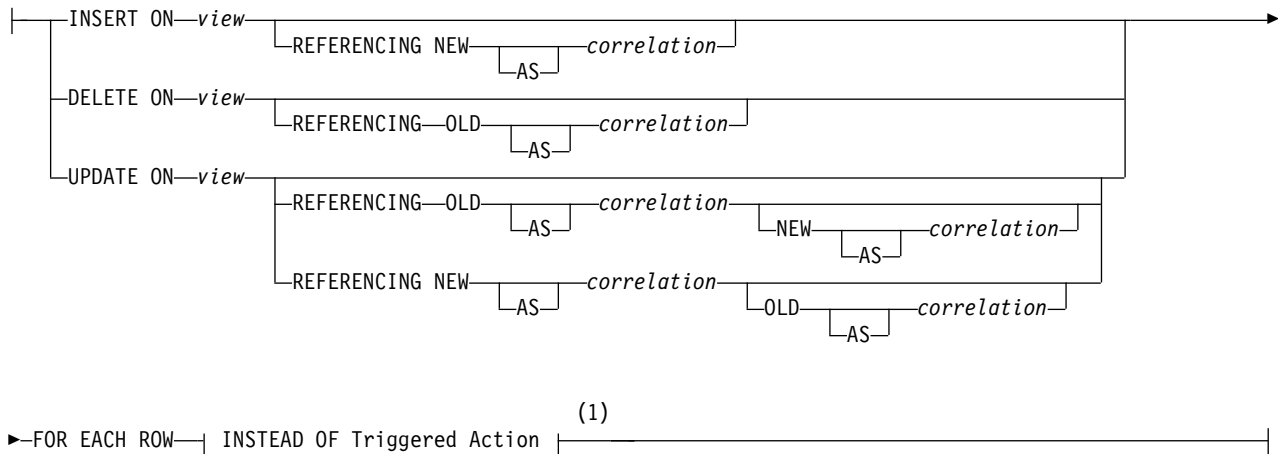 INSERT ON view
REFERENCING NEW AS correlation
DELETE ON view
REFERENCING OLD AS correlation
UPDATE ON view
REFERENCING OLD AS correlation NEW AS correlation
REFERENCING NEW AS correlation OLD AS correlation
(1)
FOR EACH ROW INSTEAD OF Triggered Action